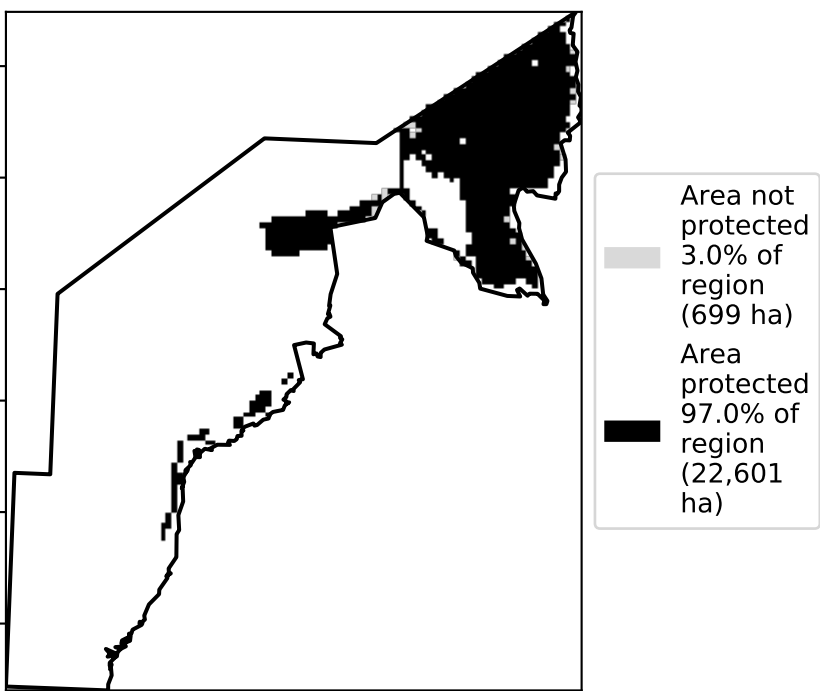 Area not
protected
3.0% of
region
(699 ha)
Area
protected
97.0% of
region
(22,601
ha)